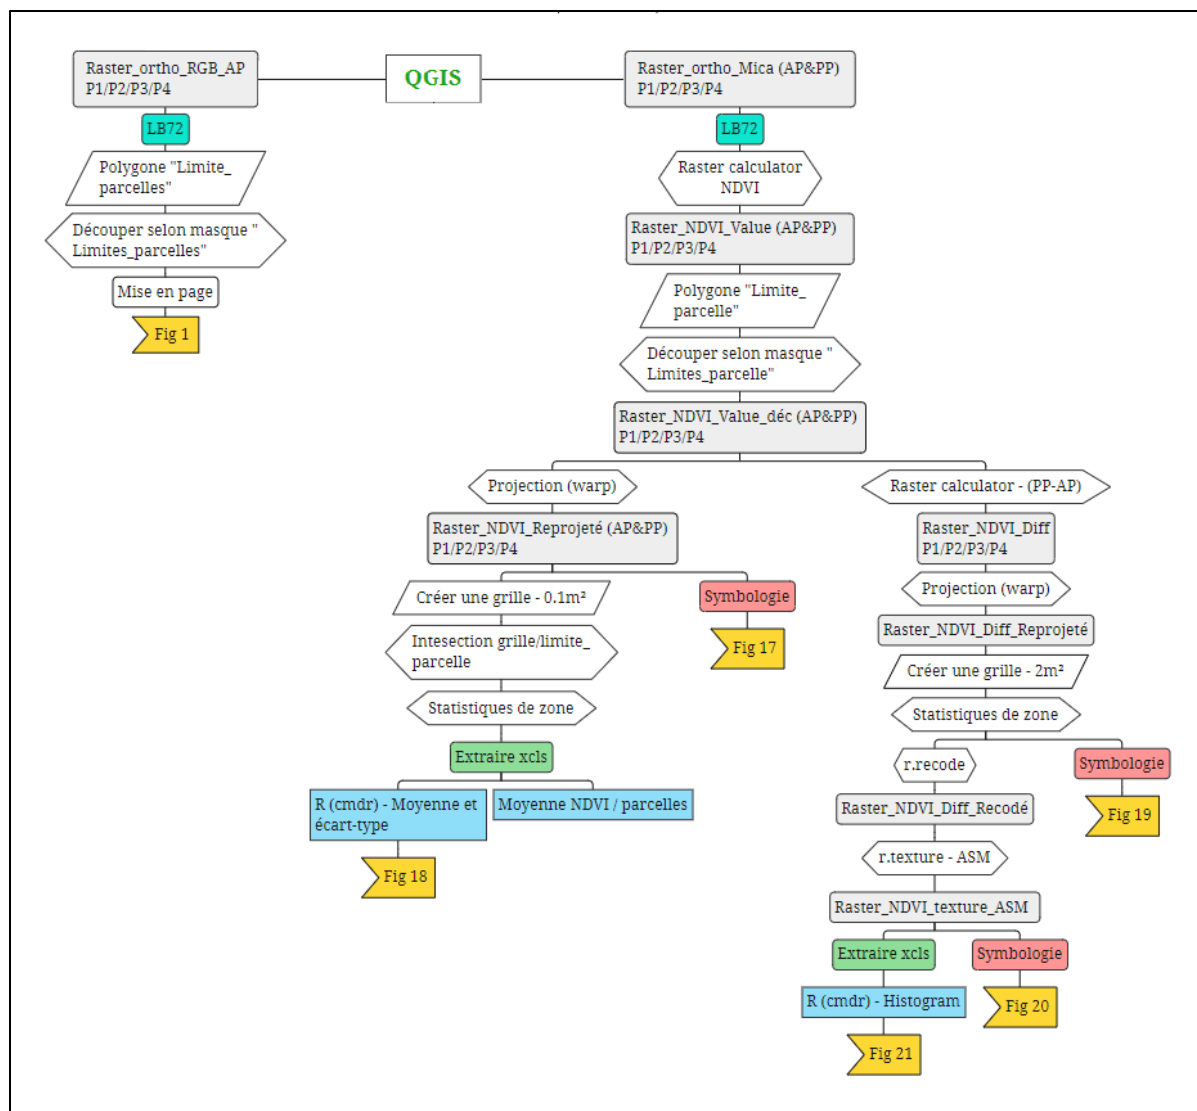 Raster_ortho_RGB_AP
P1/P2/P3/P4
QGIS
Raster_ortho_Mica (AP&PP)
P1/P2/P3/P4
LB72
LB72
Polygone "Limite_
parcelles"
Raster calculator
NDVI
Découper selon masque "
Limites_parcelles"
Raster_NDVI_Value (AP&PP)
P1/P2/P3/P4
Mise en page
Polygone "Limite_
parcelle"
Fig 1
Découper selon masque "
Limites_parcelle"
Raster_NDVI_Value_déc (AP&PP)
P1/P2/P3/P4
Projection (warp)
Raster calculator - (PP-AP)
Raster_NDVI_Reprojeté (AP&PP)
P1/P2/P3/P4
Raster_NDVI_Diff
P1/P2/P3/P4
Créer une grille - 0.1m²
Symbologie
Projection (warp)
Intesection grille/limite_
parcelle
Fig 17
Raster_NDVI_Diff_Reprojeté
Créer une grille - 2m²
Statistiques de zone
Statistiques de zone
Extraire xcls
r.recode
Symbologie
R (cmdr) - Moyenne et
écart-type
Moyenne NDVI / parcelles
Raster_NDVI_Diff_Recodé
Fig 19
Fig 18
r.texture - ASM
Raster_NDVI_texture_ASM
Extraire xcls
Symbologie
R (cmdr) - Histogram
Fig 20
Fig 21